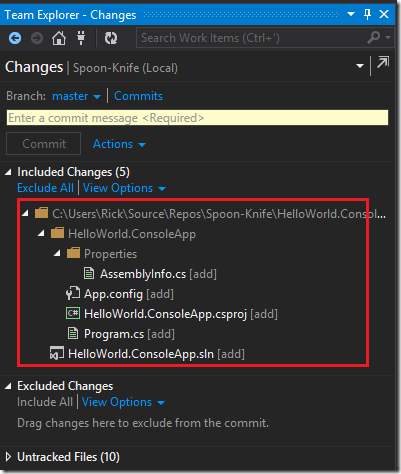 Team Explorer - Changes
Search Work Items (Ctrl+')
Changes | Spoon-Knife (Local)
Branch: master | Commits
Enter a commit message <Required>
Commit Actions
Included Changes (5)
Exclude All | View Options
C:\Users\Rick\Source\Repos\Spoon-Knife\HelloWorld.Consol...
HelloWorld.ConsoleApp
Properties
AssemblyInfo.cs [add]
App.config [add]
C# HelloWorld.ConsoleApp.csproj [add]
Program.cs [add]
HelloWorld.ConsoleApp.sln [add]
Excluded Changes
Include All | View Options
Drag changes here to exclude from the commit.
Untracked Files (10)